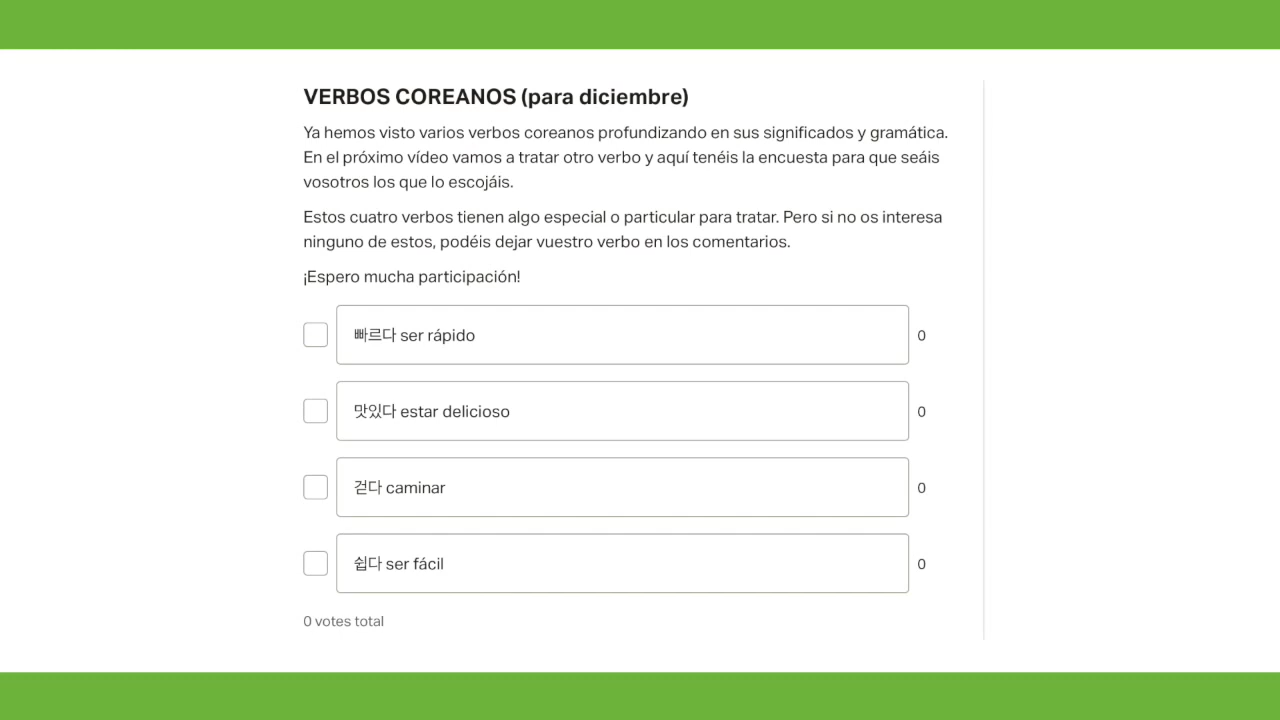 VERBOS COREANOS (para diciembre)
Ya hemos visto varios verbos coreanos profundizando en sus significados y gramática.
En el próximo vídeo vamos a tratar otro verbo y aquí tenéis la encuesta para que seáis
vosotros los que lo escojáis.
Estos cuatro verbos tienen algo especial o particular para tratar. Pero si no os interesa
ninguno de estos, podéis dejar vuestro verbo en los comentarios.
¡Espero mucha participación!
빠르다 ser rápido 0
맛있다 estar delicioso 0
걷다 caminar 0
쉽다 ser fácil 0
0 votes total